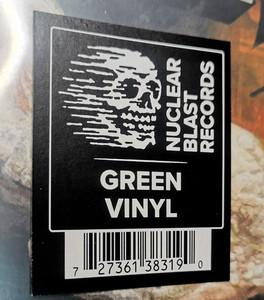 NUCLEAR
BLAST
RECORDS
GREEN
VINYL
7 27361 38319 0